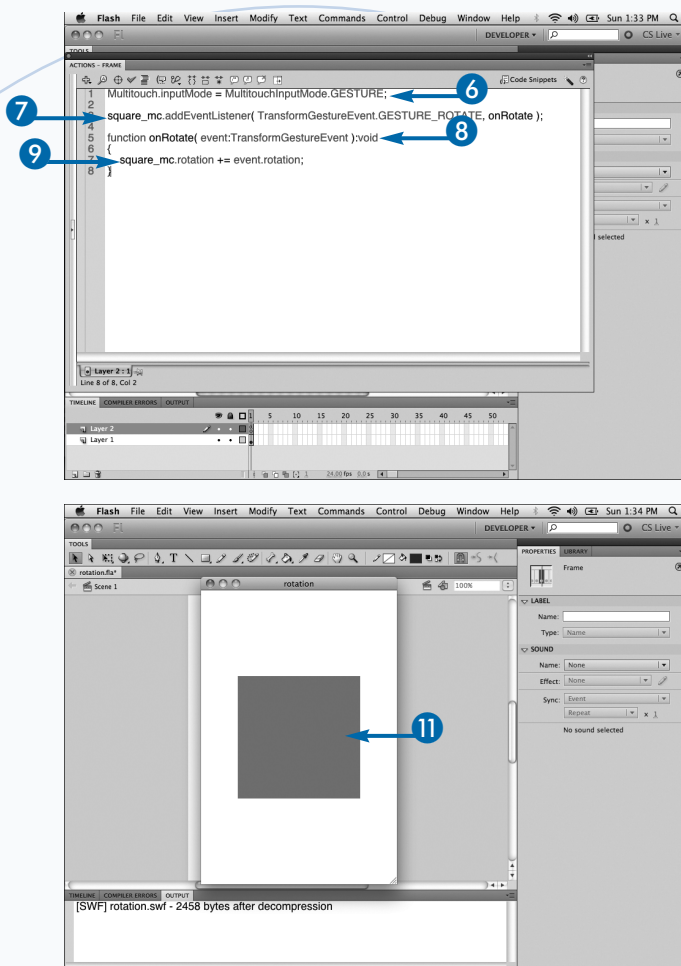 Flash File Edit View Insert Modify Text Commands Control Debug Window Help Sun 1:33 PM
Fl DEVELOPER CS Live
TOOLS
ACTIONS – FRAME
Code Snippets
1 Multitouch.inputMode = MultitouchInputMode.GESTURE; 6
2
7 3 square_mc.addEventListener( TransformGestureEvent.GESTURE_ROTATE, onRotate );
4
5 function onRotate( event:TransformGestureEvent ):void 8
6 {
9 7 square_mc.rotation += event.rotation;
8 }
x 1
selected
Layer 2 : 1
Line 8 of 8, Col 2
TIMELINE COMPILER ERRORS OUTPUT
1 5 10 15 20 25 30 35 40 45 50
Layer 2
Layer 1
1 24.00 fps 0.0 s
Flash File Edit View Insert Modify Text Commands Control Debug Window Help Sun 1:34 PM
Fl DEVELOPER CS Live
TOOLS
PROPERTIES LIBRARY
rotation.fla*
Frame
Scene 1 rotation 100%
LABEL
Name:
Type: Name
SOUND
Name: None
Effect: None
Sync: Event
Repeat x 1
No sound selected
11
TIMELINE COMPILER ERRORS OUTPUT
[SWF] rotation.swf - 2458 bytes after decompression